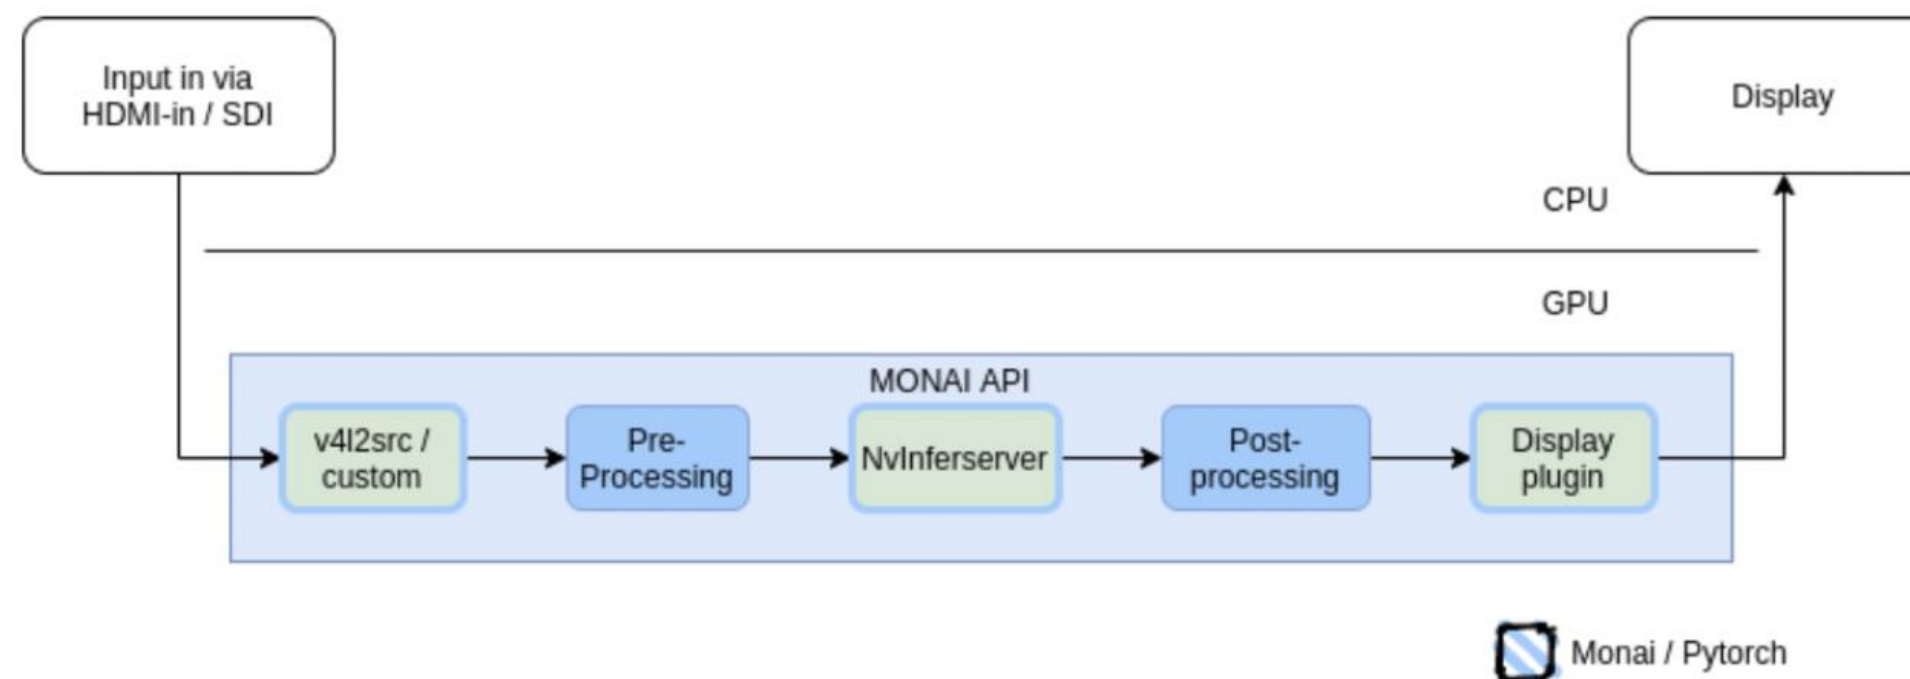 Input in via
HDMI-in / SDI
Display
CPU
GPU
MONAI API
v4l2src /
custom
Pre-
Processing
NvInferserver
Post-
processing
Display
plugin
Monai / Pytorch